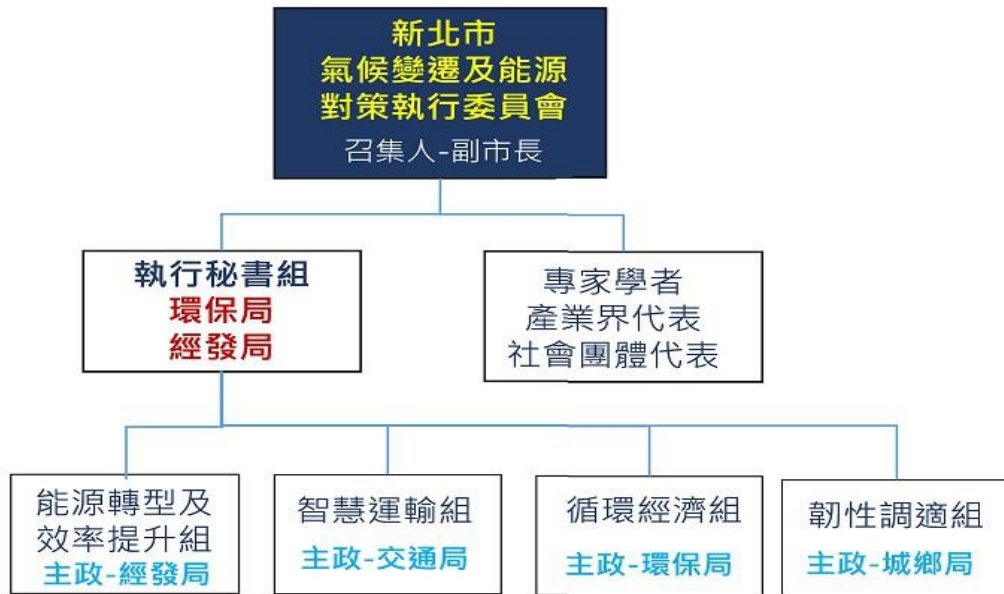 新北市
氣候變遷及能源
對策執行委員會
召集人-副市長
執行秘書組
環保局
經發局
專家學者
產業界代表
社會團體代表
能源轉型及
效率提升組
主政-經發局
智慧運輸組
主政-交通局
循環經濟組
主政-環保局
韌性調適組
主政-城鄉局